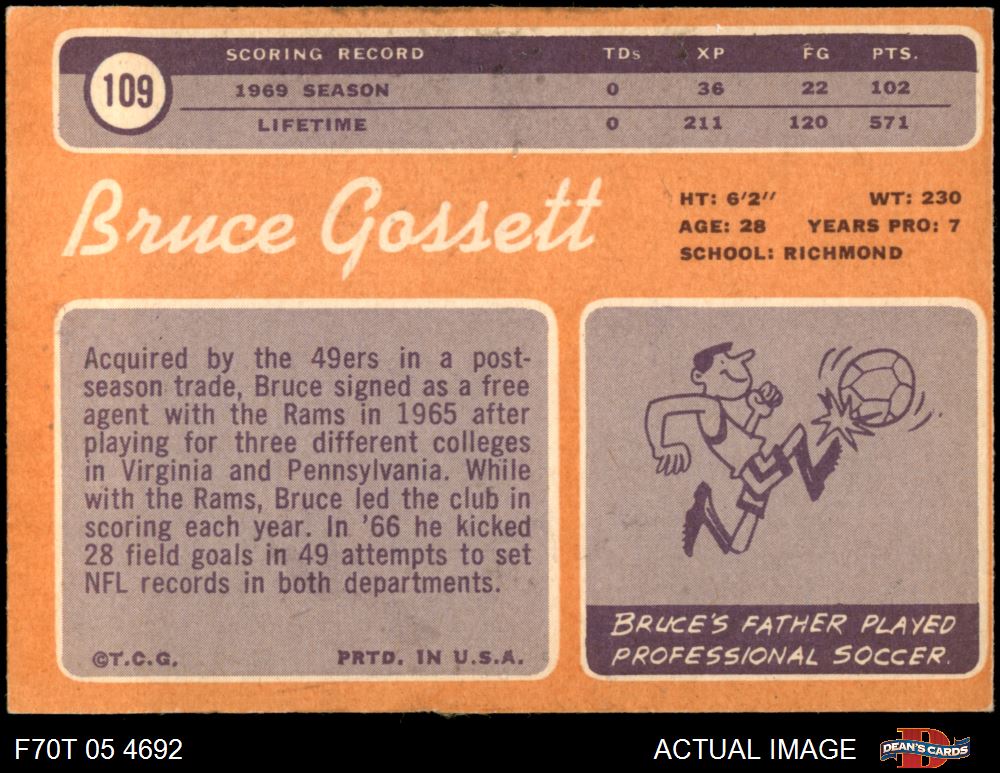 SCORING RECORD TDs XP FG PTS.
109
1969 SEASON 0 36 22 102
LIFETIME 0 211 120 571
Bruce Gossett
HT: 6'2" WT: 230
AGE: 28 YEARS PRO: 7
SCHOOL: RICHMOND
Acquired by the 49ers in a post-
season trade, Bruce signed as a free
agent with the Rams in 1965 after
playing for three different colleges
in Virginia and Pennsylvania. While
with the Rams, Bruce led the club in
scoring each year. In '66 he kicked
28 field goals in 49 attempts to set
NFL records in both departments.
©T.C.G. PRTD. IN U.S.A.
BRUCE'S FATHER PLAYED
PROFESSIONAL SOCCER.
F70T 05 4692 ACTUAL IMAGE
DEAN'S CARDS